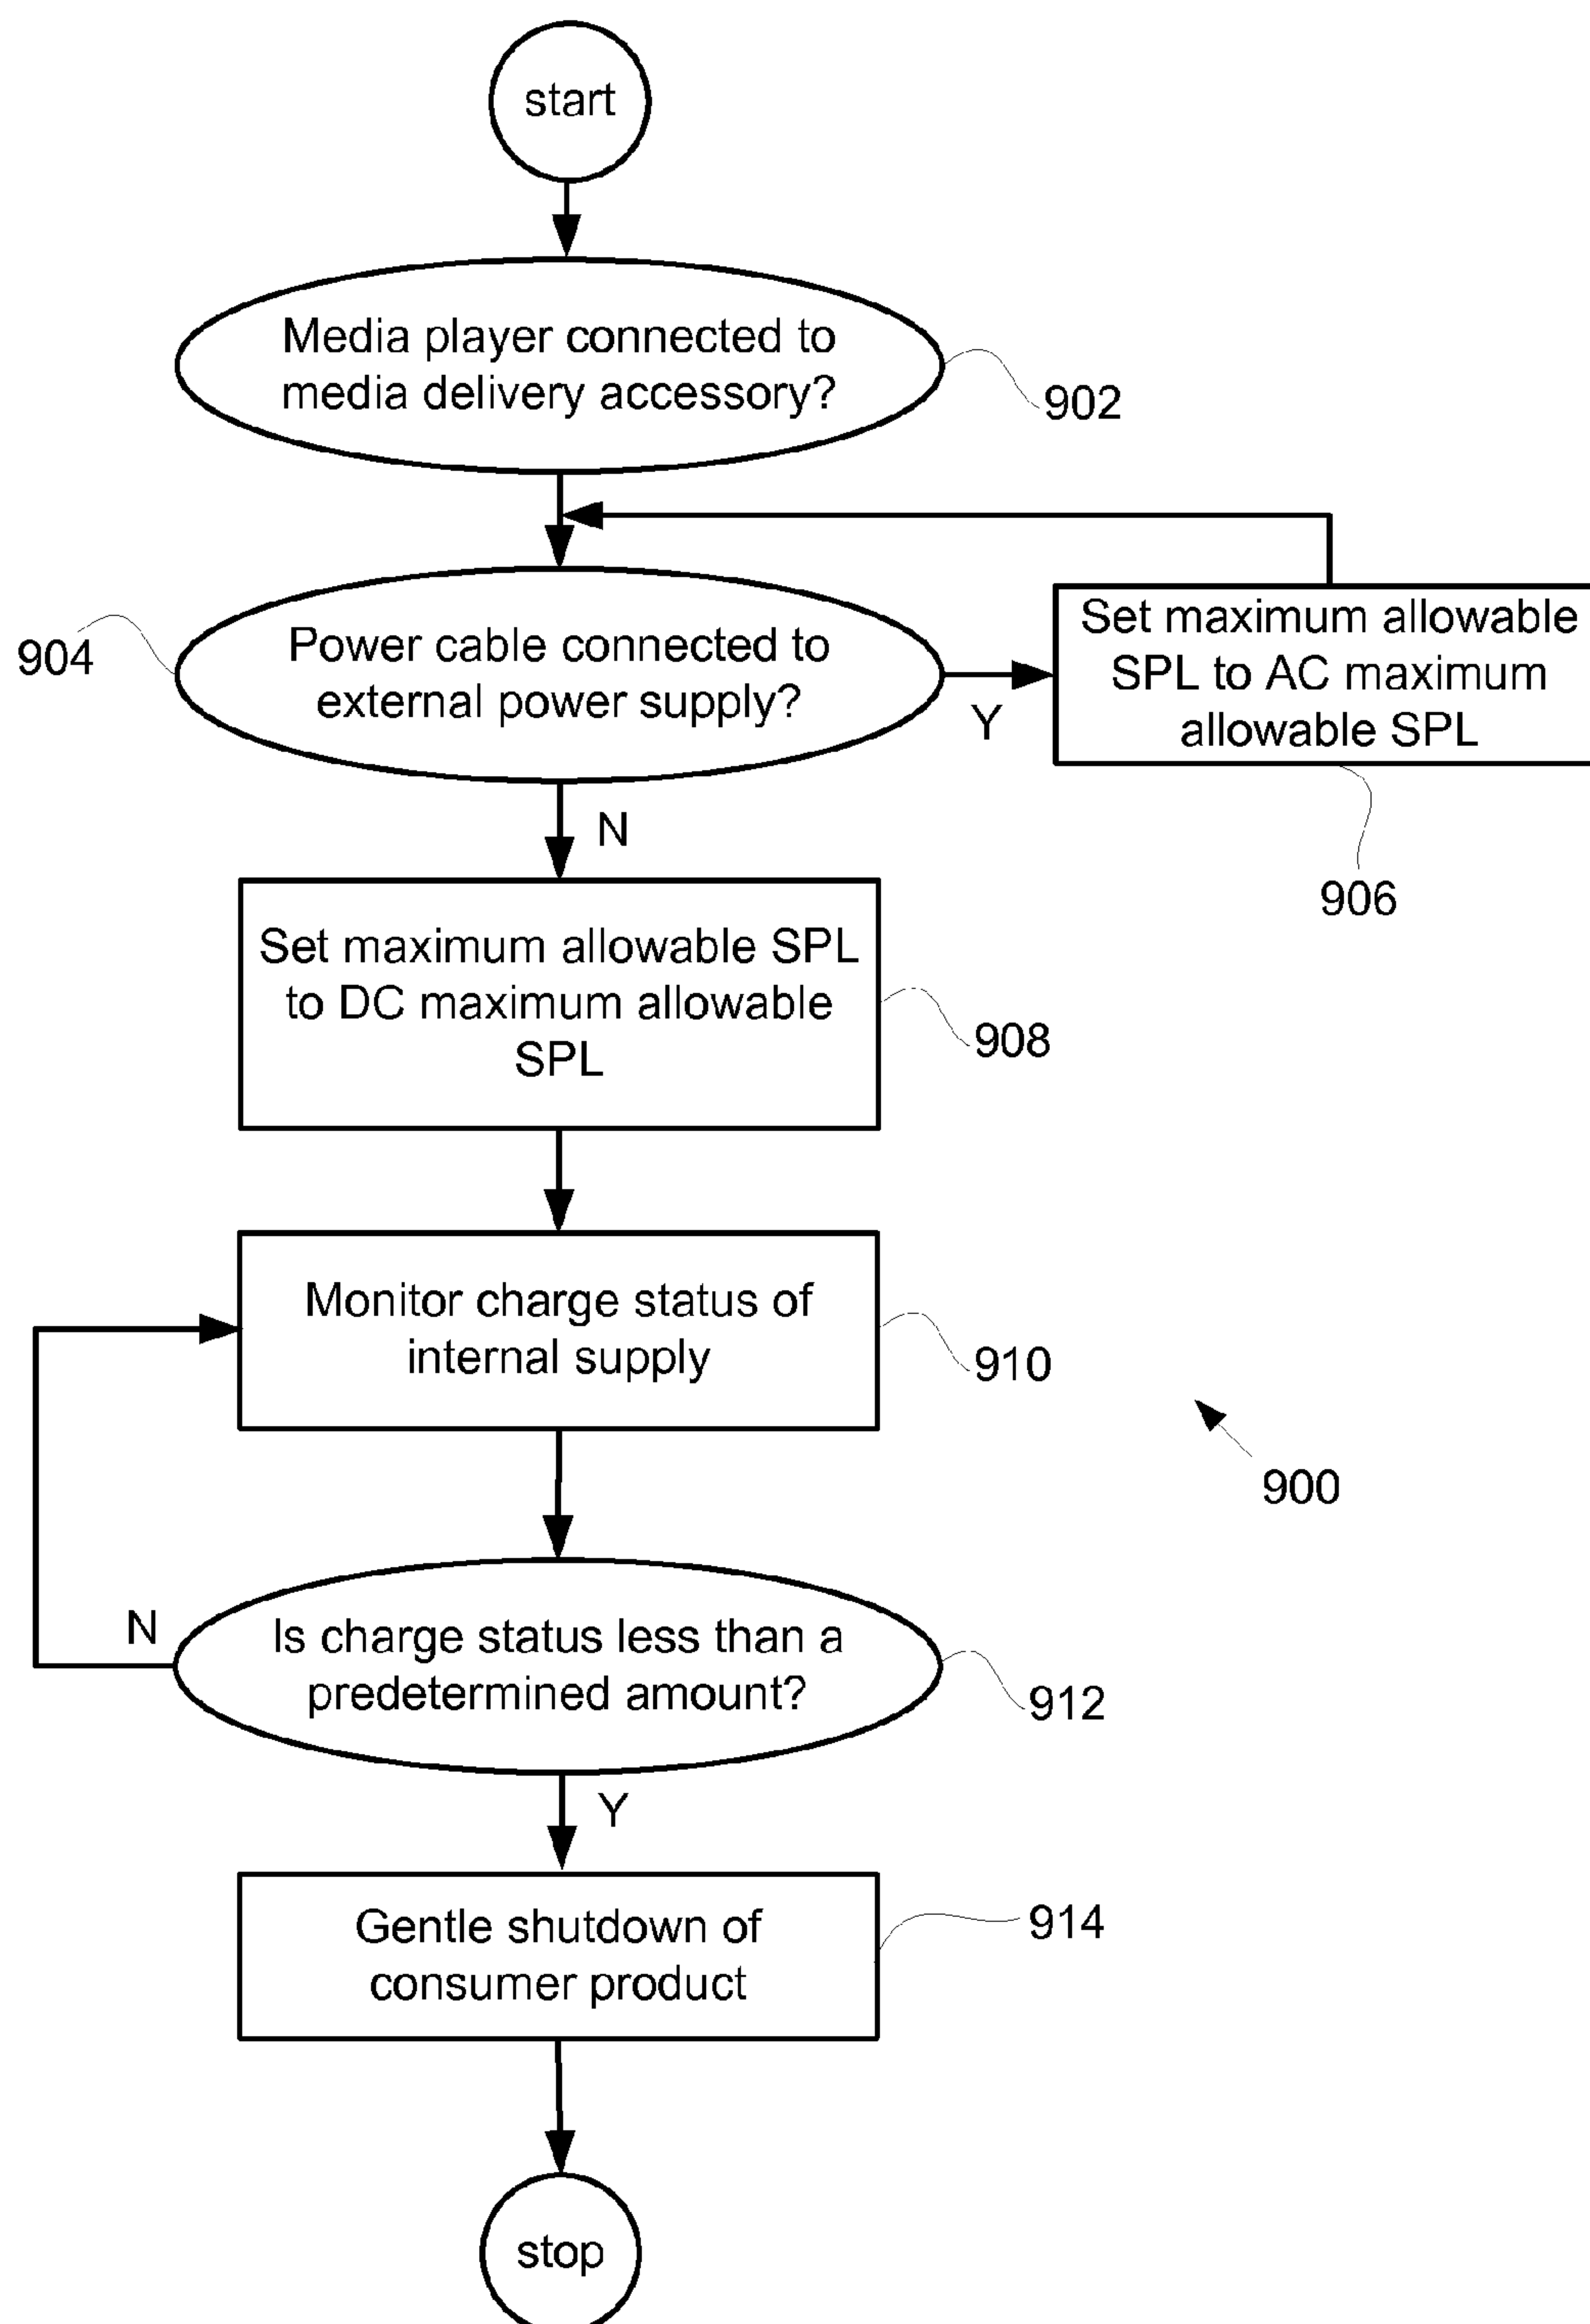 start
Media player connected to
media delivery accessory?
902
904
Power cable connected to
external power supply?
Y
Set maximum allowable
SPL to AC maximum
allowable SPL
906
N
Set maximum allowable SPL
to DC maximum allowable
SPL
908
Monitor charge status of
internal supply
910
900
N
Is charge status less than a
predetermined amount?
912
Y
Gentle shutdown of
consumer product
914
stop